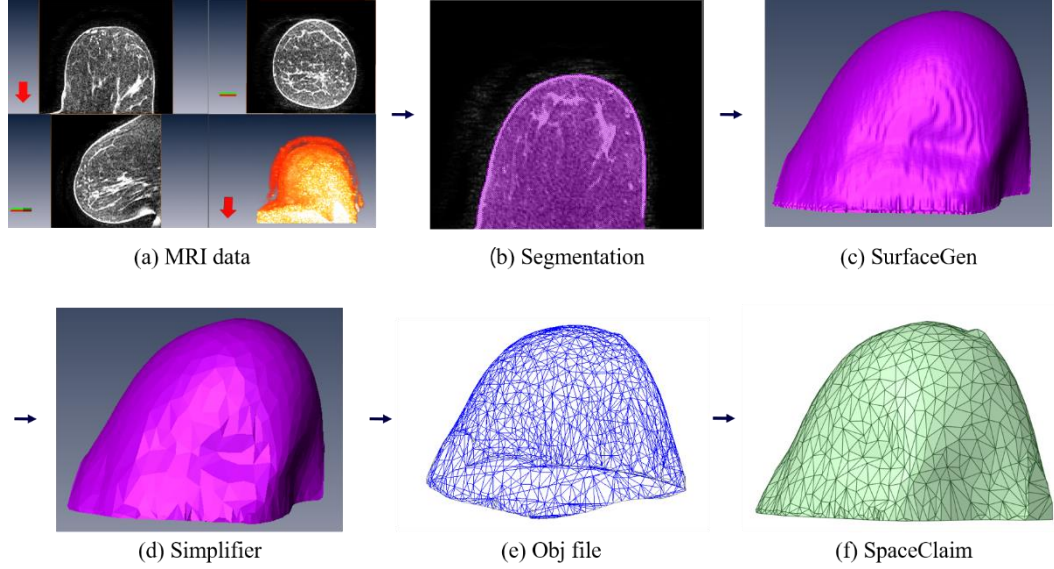 (a) MRI data
(b) Segmentation
(c) SurfaceGen
(d) Simplifier
(e) Obj file
(f) SpaceClaim